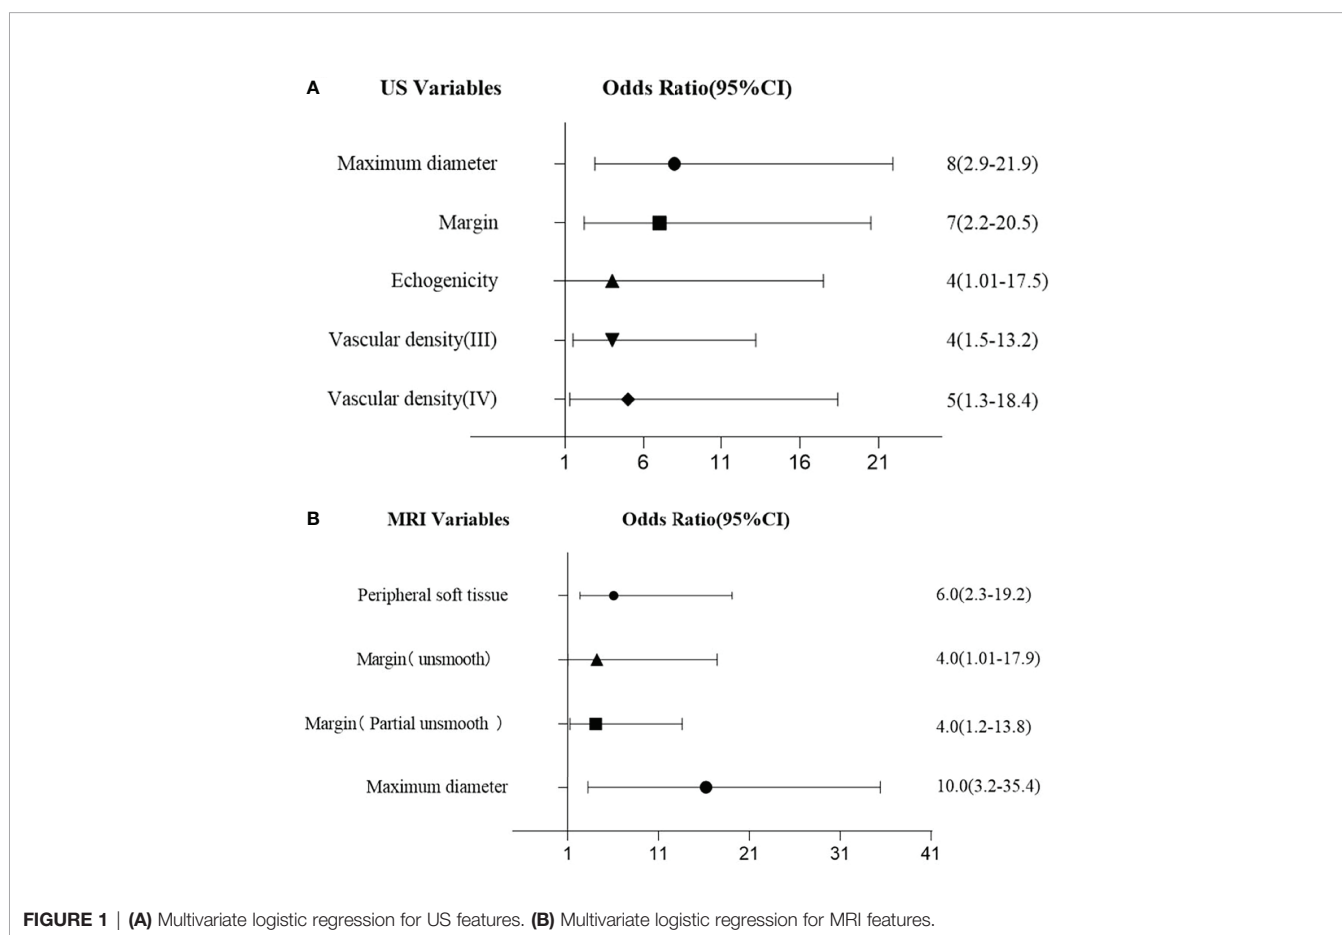 A US Variables Odds Ratio(95%CI)
Maximum diameter 8(2.9-21.9)
Margin 7(2.2-20.5)
Echogenicity 4(1.01-17.5)
Vascular density(III) 4(1.5-13.2)
Vascular density(IV) 5(1.3-18.4)
1 6 11 16 21
B MRI Variables Odds Ratio(95%CI)
Peripheral soft tissue 6.0(2.3-19.2)
Margin( unsmooth) 4.0(1.01-17.9)
Margin( Partial unsmooth ) 4.0(1.2-13.8)
Maximum diameter 10.0(3.2-35.4)
1 11 21 31 41
FIGURE 1 | (A) Multivariate logistic regression for US features. (B) Multivariate logistic regression for MRI features.